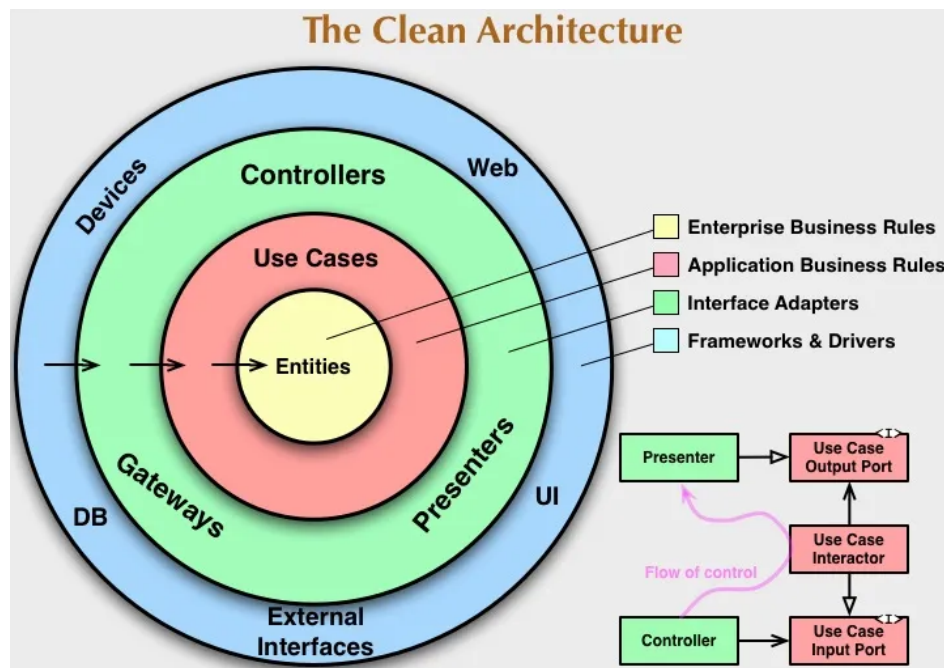 The Clean Architecture
Devices
Controllers
Web
Use Cases
Entities
Gateways
Presenters
DB
UI
External
Interfaces
Enterprise Business Rules
Application Business Rules
Interface Adapters
Frameworks & Drivers
Presenter
<I>
Use Case
Output Port
Use Case
Interactor
Flow of control
Controller
<I>
Use Case
Input Port